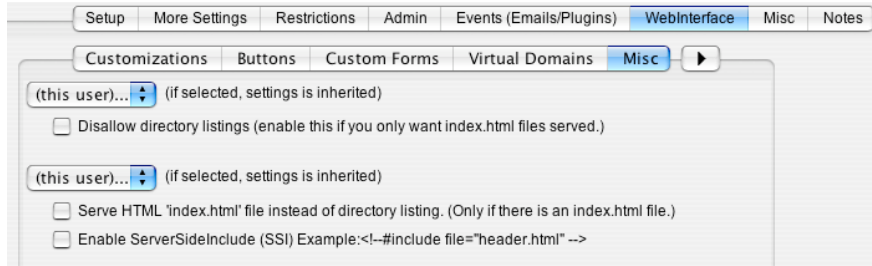 Setup More Settings Restrictions Admin Events (Emails/Plugins) WebInterface Misc Notes
Customizations Buttons Custom Forms Virtual Domains Misc
(this user)... (if selected, settings is inherited)
Disallow directory listings (enable this if you only want index.html files served.)
(this user)... (if selected, settings is inherited)
Serve HTML 'index.html' file instead of directory listing. (Only if there is an index.html file.)
Enable ServerSideInclude (SSI) Example:<!--#include file="header.html" -->